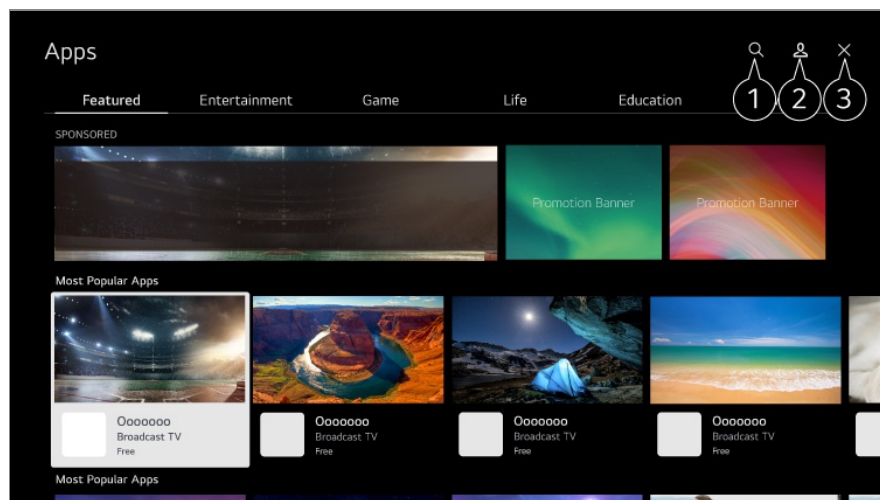 Apps
Featured Entertainment Game Life Education
1 2 3
SPONSORED
Promotion Banner Promotion Banner
Most Popular Apps
Ooooooo Ooooooo Ooooooo Ooooooo
Broadcast TV Broadcast TV Broadcast TV Broadcast TV
Free Free Free Free
Most Popular Apps